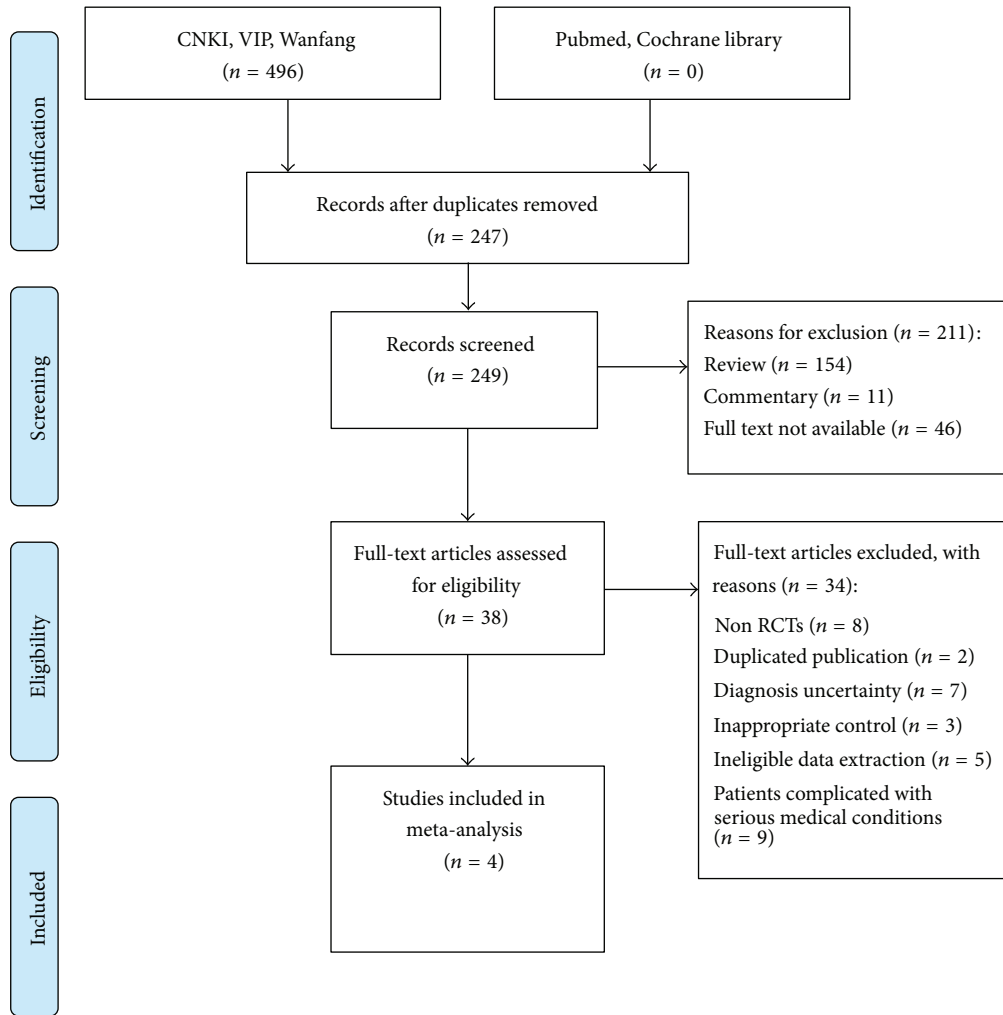 CNKI, VIP, Wanfang
(n = 496)
Pubmed, Cochrane library
(n = 0)
Identification
Records after duplicates removed
(n = 247)
Screening
Records screened
(n = 249)
Reasons for exclusion (n = 211):
Review (n = 154)
Commentary (n = 11)
Full text not available (n = 46)
Eligibility
Full-text articles assessed
for eligibility
(n = 38)
Full-text articles excluded, with
reasons (n = 34):
Non RCTs (n = 8)
Duplicated publication (n = 2)
Diagnosis uncertainty (n = 7)
Inappropriate control (n = 3)
Ineligible data extraction (n = 5)
Patients complicated with
serious medical conditions
(n = 9)
Included
Studies included in
meta-analysis
(n = 4)